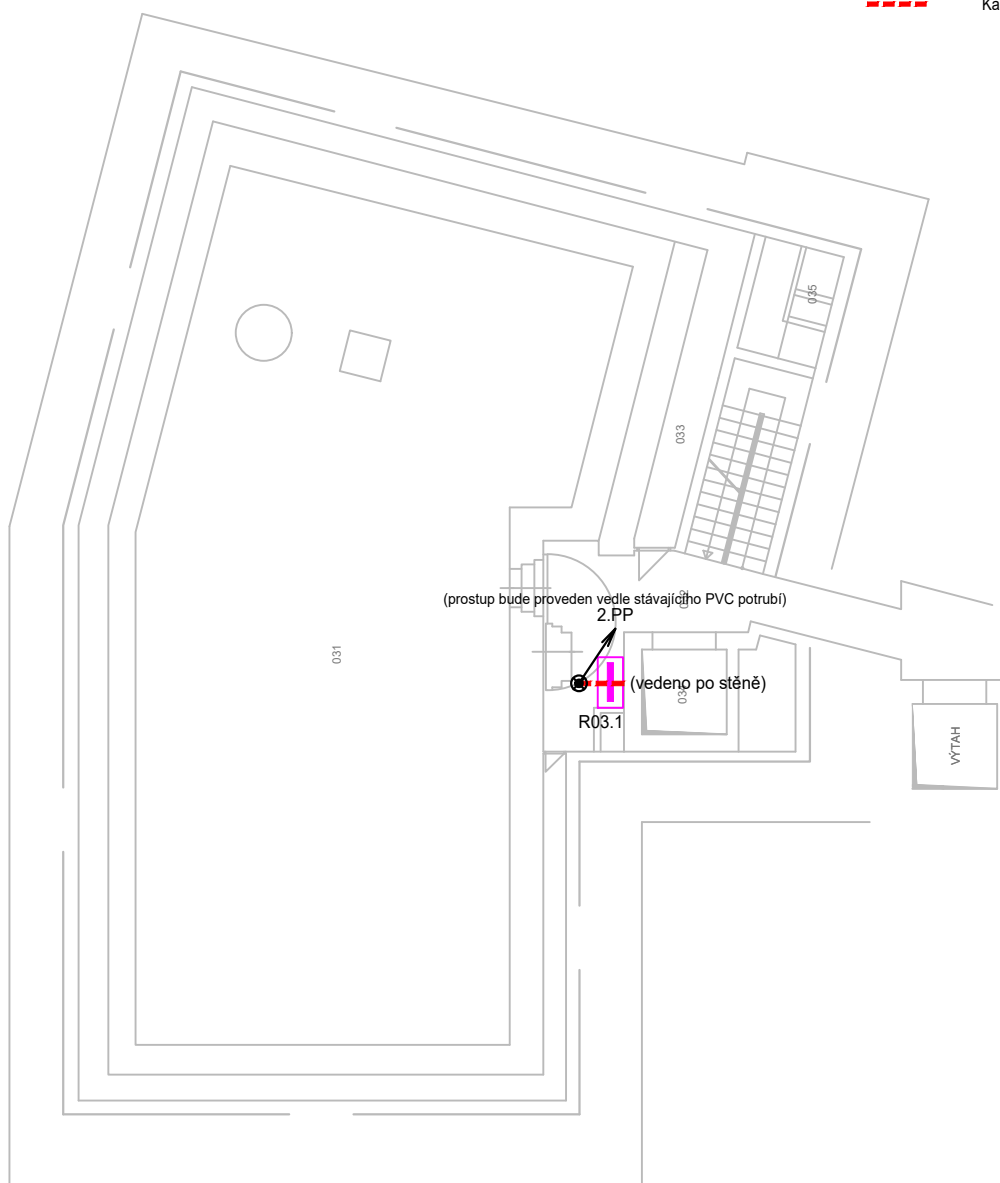 Ka
035
033
(prostup bude proveden vedle stávajícího PVC potrubí)
2.PP
031
(vedeno po stěně)
R03.1
VÝTAH